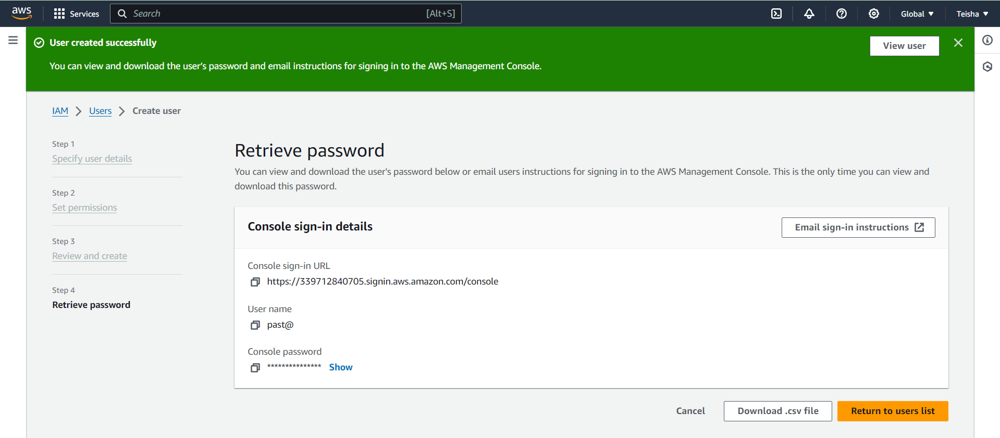 aws Services Search [Alt+S] Global Teisha
User created successfully
View user
You can view and download the user's password and email instructions for signing in to the AWS Management Console.
IAM Users Create user
Step 1
Specify user details
Step 2
Set permissions
Step 3
Review and create
Step 4
Retrieve password
Retrieve password
You can view and download the user's password below or email users instructions for signing in to the AWS Management Console. This is the only time you can view and
download this password.
Console sign-in details
Email sign-in instructions
Console sign-in URL
https://339712840705.signin.aws.amazon.com/console
User name
past@
Console password
*************** Show
Cancel Download .csv file Return to users list